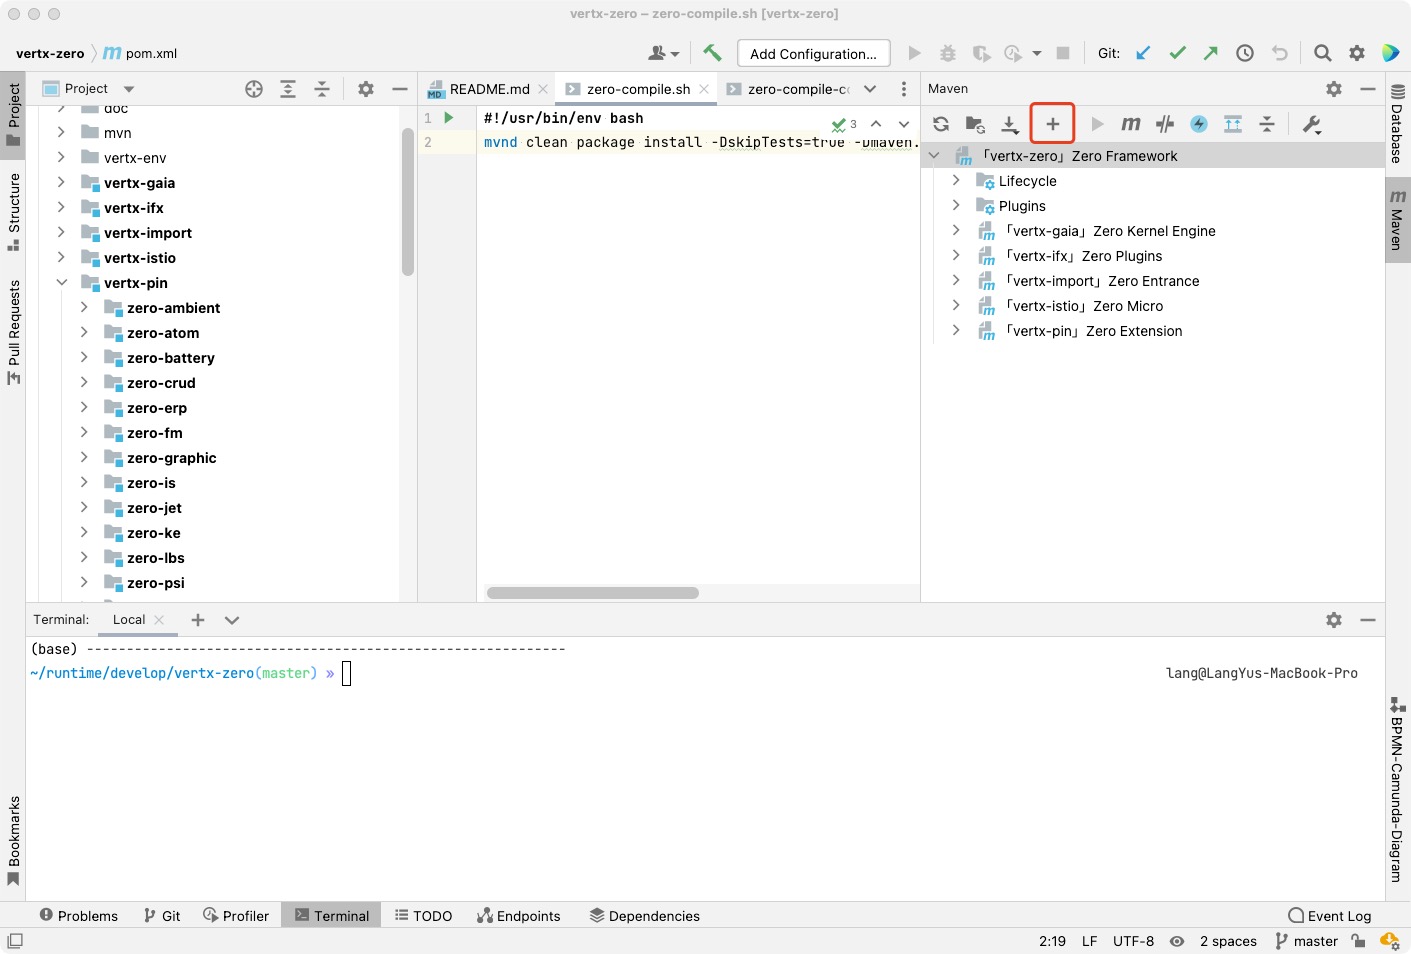 vertx-zero – zero-compile.sh [vertx-zero]
vertx-zero
m pom.xml
Add Configuration...
Git:
Project
README.md
zero-compile.sh
zero-compile-c
Maven
Project
Structure
Pull Requests
Bookmarks
doc
mvn
vertx-env
vertx-gaia
vertx-ifx
vertx-import
vertx-istio
vertx-pin
zero-ambient
zero-atom
zero-battery
zero-crud
zero-erp
zero-fm
zero-graphic
zero-is
zero-jet
zero-ke
zero-lbs
zero-psi
1 #!/usr/bin/env bash
2 mvnd clean package install -DskipTests=true -Dmaven.
3
「vertx-zero」Zero Framework
Lifecycle
Plugins
「vertx-gaia」Zero Kernel Engine
「vertx-ifx」Zero Plugins
「vertx-import」Zero Entrance
「vertx-istio」Zero Micro
「vertx-pin」Zero Extension
Database
m Maven
BPMN-Camunda-Diagram
Terminal: Local
(base) ------------------------------------------------------------
~/runtime/develop/vertx-zero(master) » lang@LangYus-MacBook-Pro
Problems Git Profiler Terminal TODO Endpoints Dependencies Event Log
2:19 LF UTF-8 2 spaces master